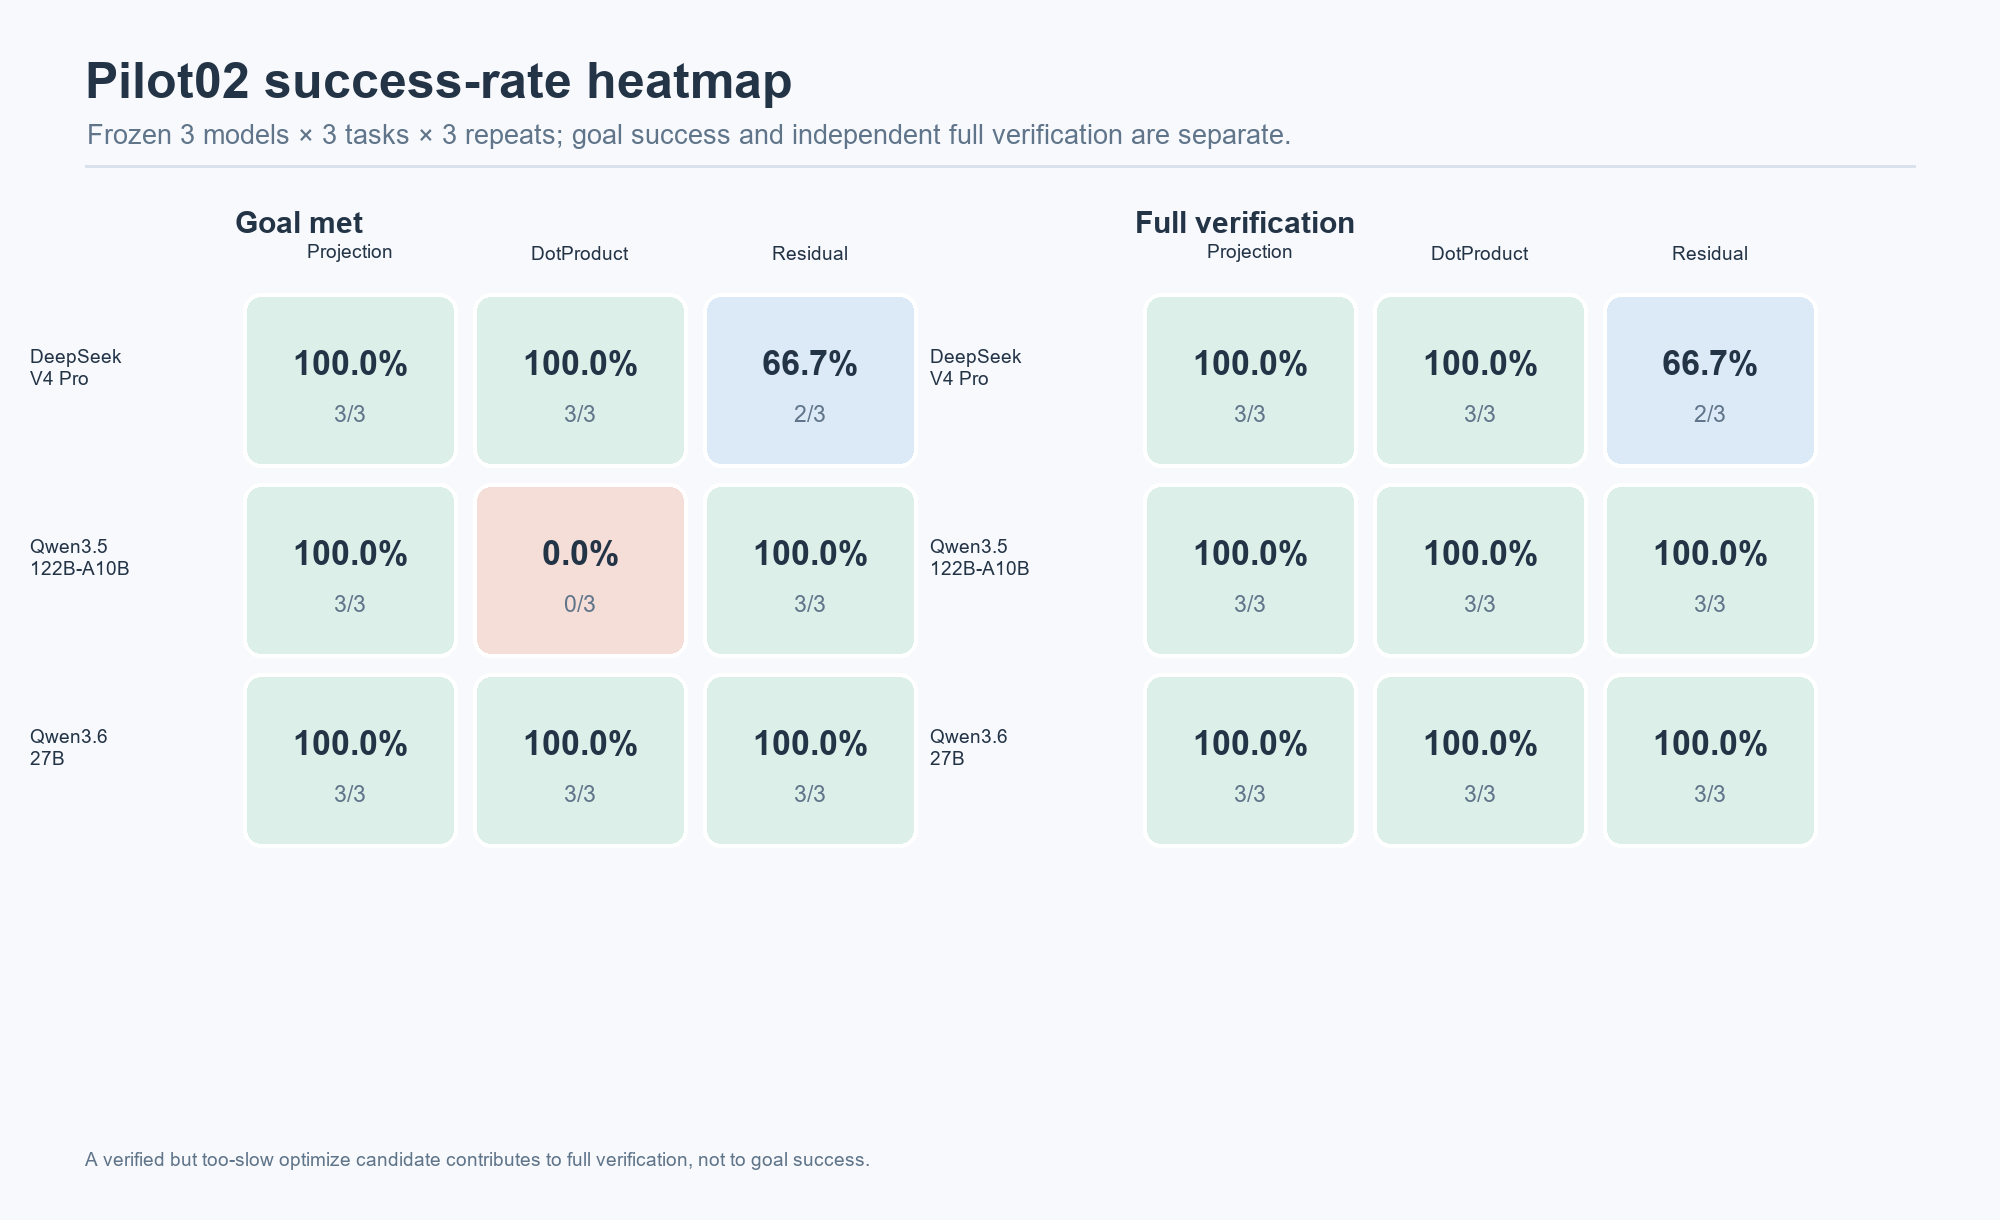 Pilot02 success-rate heatmap
Frozen 3 models × 3 tasks × 3 repeats; goal success and independent full verification are separate.
Goal met
Projection
DotProduct
Residual
DeepSeek
V4 Pro
100.0%
3/3
100.0%
3/3
66.7%
2/3
Qwen3.5
122B-A10B
100.0%
3/3
0.0%
0/3
100.0%
3/3
Qwen3.6
27B
100.0%
3/3
100.0%
3/3
100.0%
3/3
Full verification
Projection
DotProduct
Residual
DeepSeek
V4 Pro
100.0%
3/3
100.0%
3/3
66.7%
2/3
Qwen3.5
122B-A10B
100.0%
3/3
100.0%
3/3
100.0%
3/3
Qwen3.6
27B
100.0%
3/3
100.0%
3/3
100.0%
3/3
A verified but too-slow optimize candidate contributes to full verification, not to goal success.